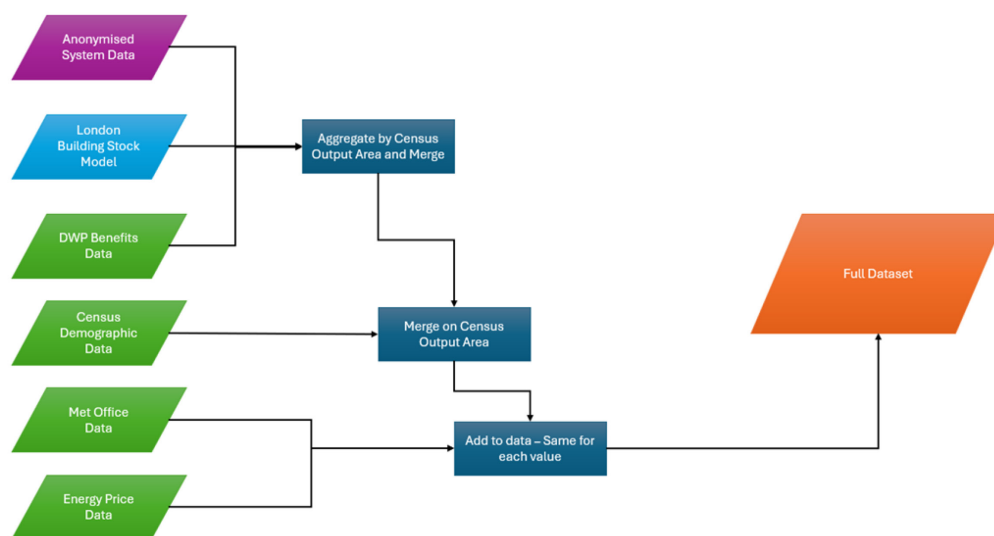 Anonymised
System Data
London
Building Stock
Model
Aggregate by Census
Output Area and Merge
DWP Benefits
Data
Full Dataset
Census
Demographic
Data
Merge on Census
Output Area
Met Office
Data
Add to data – Same for
each value
Energy Price
Data